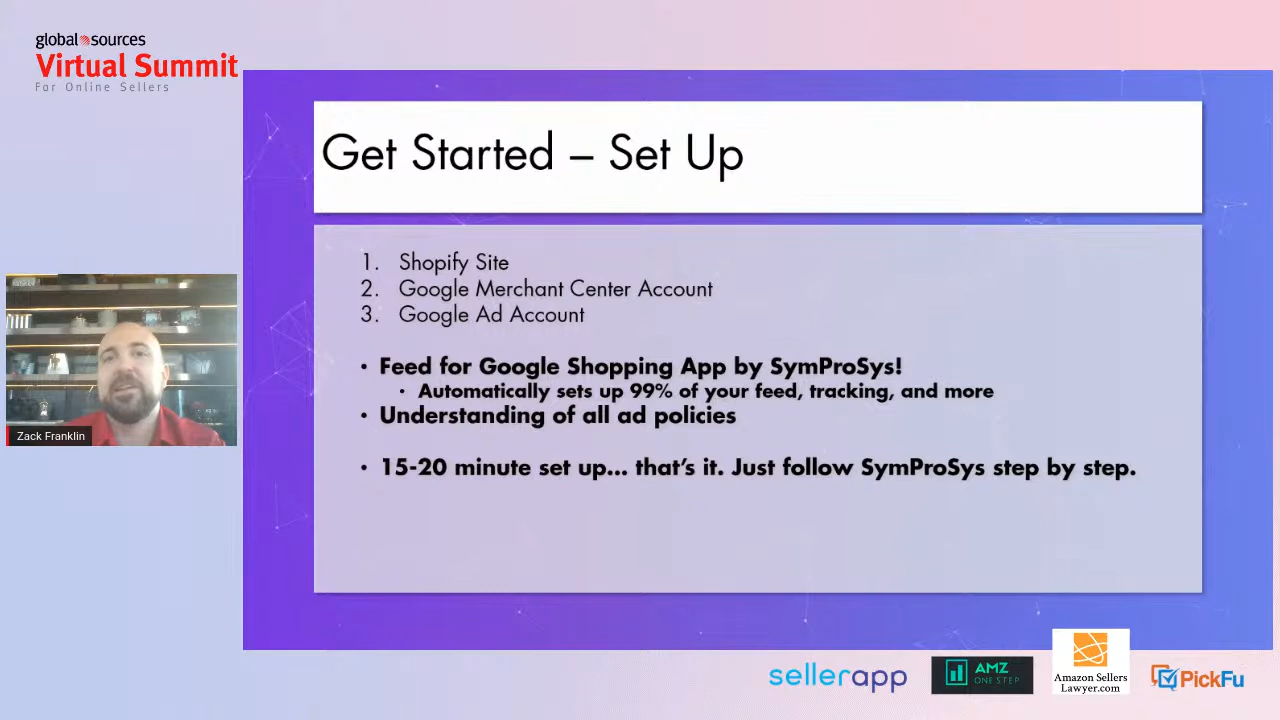 global sources
Virtual Summit
For Online Sellers
Get Started – Set Up
1. Shopify Site
2. Google Merchant Center Account
3. Google Ad Account
• Feed for Google Shopping App by SymProSys!
• Automatically sets up 99% of your feed, tracking, and more
• Understanding of all ad policies
• 15-20 minute set up... that's it. Just follow SymProSys step by step.
Zack Franklin
sellerapp
AMZ
ONE STEP
Amazon Sellers
Lawyer.com
PickFu